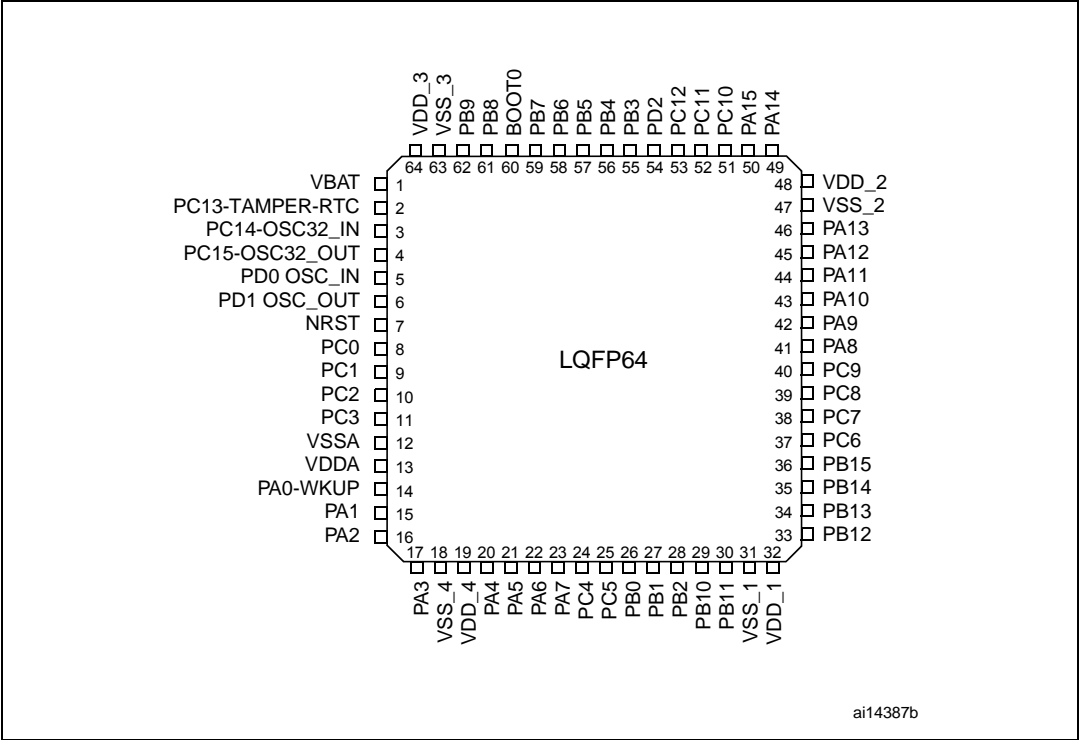 VDD_3
VSS_3
PB9
PB8
BOOT0
PB7
PB6
PB5
PB4
PB3
PD2
PC12
PC11
PC10
PA15
PA14
64 63 62 61 60 59 58 57 56 55 54 53 52 51 50 49
VBAT 1
PC13-TAMPER-RTC 2
PC14-OSC32_IN 3
PC15-OSC32_OUT 4
PD0 OSC_IN 5
PD1 OSC_OUT 6
NRST 7
PC0 8
PC1 9
PC2 10
PC3 11
VSSA 12
VDDA 13
PA0-WKUP 14
PA1 15
PA2 16
LQFP64
48 VDD_2
47 VSS_2
46 PA13
45 PA12
44 PA11
43 PA10
42 PA9
41 PA8
40 PC9
39 PC8
38 PC7
37 PC6
36 PB15
35 PB14
34 PB13
33 PB12
17 18 19 20 21 22 23 24 25 26 27 28 29 30 31 32
PA3
VSS_4
VDD_4
PA4
PA5
PA6
PA7
PC4
PC5
PB0
PB1
PB2
PB10
PB11
VSS_1
VDD_1
ai14387b